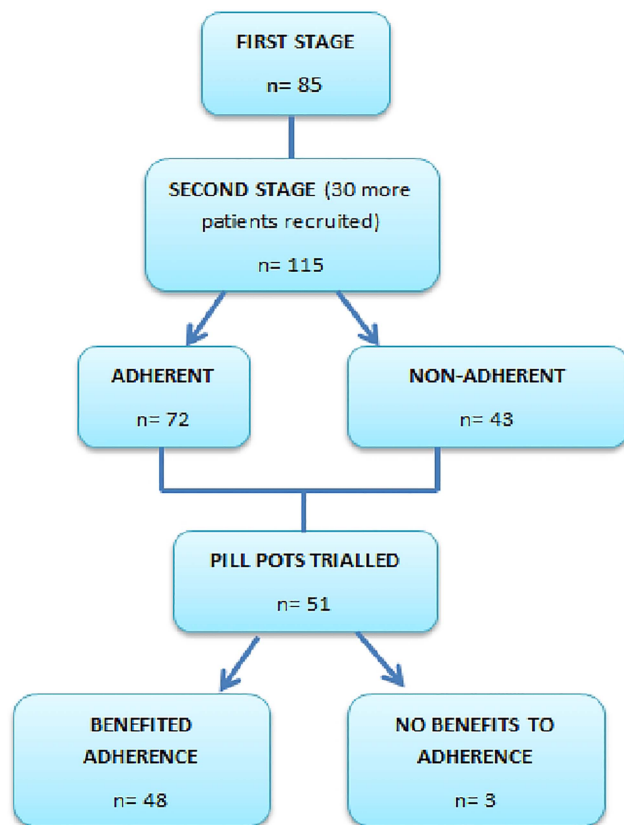 FIRST STAGE
n= 85
SECOND STAGE (30 more
patients recruited)
n= 115
ADHERENT
n= 72
NON-ADHERENT
n= 43
PILL POTS TRIALLED
n= 51
BENEFITED
ADHERENCE
n= 48
NO BENEFITS TO
ADHERENCE
n= 3